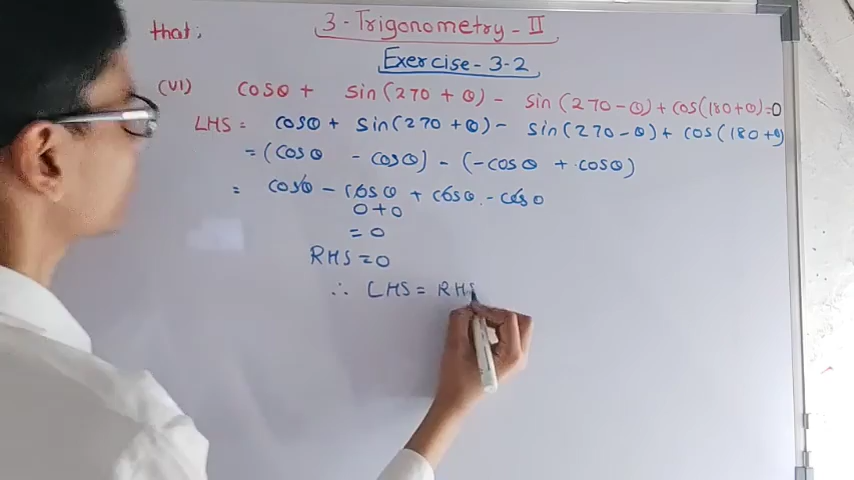 3 - Trigonometry - II
that;
Exercise - 3-2
(VI) cosθ + sin(270 + θ) - sin(270 - θ) + cos(180 + θ) = 0
LHS = cosθ + sin(270 + θ) - sin(270 - θ) + cos(180 + θ)
= (cosθ - cosθ) - (-cosθ + cosθ)
= cosθ - cosθ + cosθ - cosθ
0 + 0
= 0
RHS = 0
∴ LHS = RHS